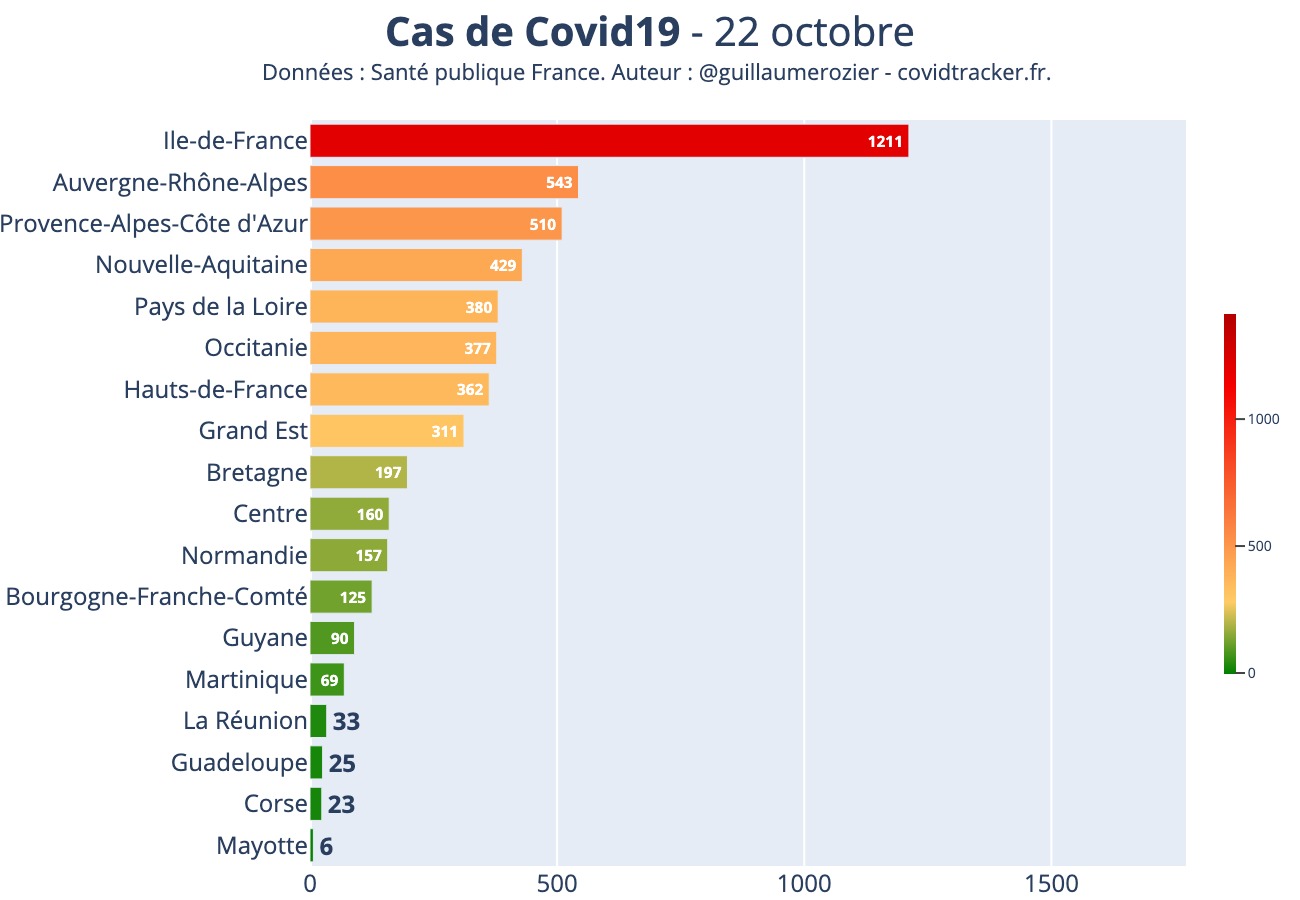 Cas de Covid19 - 22 octobre
Données : Santé publique France. Auteur : @guillaumerozier - covidtracker.fr.
Ile-de-France 1211
Auvergne-Rhône-Alpes 543
Provence-Alpes-Côte d'Azur 510
Nouvelle-Aquitaine 429
Pays de la Loire 380
Occitanie 377
Hauts-de-France 362
Grand Est 311
Bretagne 197
Centre 160
Normandie 157
Bourgogne-Franche-Comté 125
Guyane 90
Martinique 69
La Réunion 33
Guadeloupe 25
Corse 23
Mayotte 6
0 500 1000 1500
1000
500
0